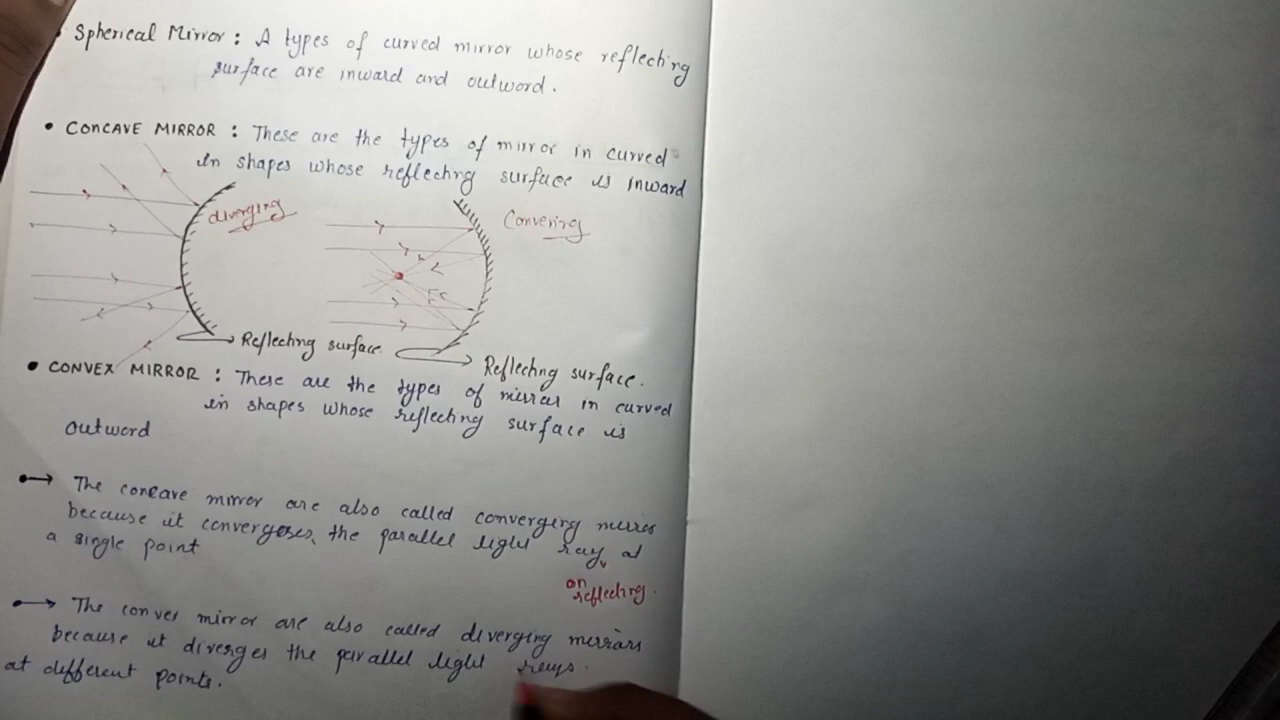 Spherical Mirror : A types of curved mirror whose reflecting
surface are inward and outword.
• CONCAVE MIRROR : These are the types of mirror in curved
in shapes whose reflecting surface is inward
diverging
Convering
Reflecting surface
Reflecting surface.
• CONVEX MIRROR : These are the types of mirror in curved
in shapes whose reflecting surface is
outword
The concave mirror are also called converging mirror
because it converges, the parallel light ray at
a single point
on
reflecting.
The convex mirror are also called diverging mirrors
because it diverges the parallel light rays.
at different points.